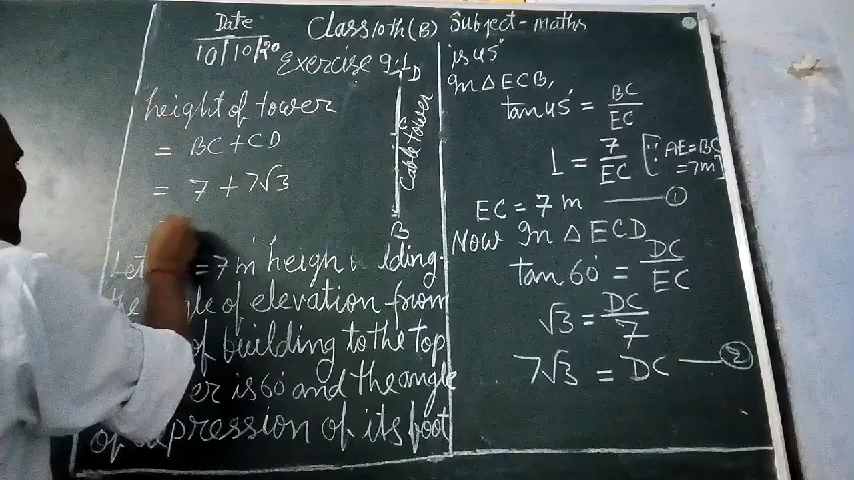 Date
10/10/20
Class 10th (B) Subject - maths
Exercise 9.1
height of tower
= BC + CD
= 7 + 7√3
D
C
B
Cable tower
= 7m heigh lding.
of elevation from
of building to the top
er is 60° and the angle
of depression of its foot
is 45°
In △ ECB,
tan 45° = BC/EC
1 = 7/EC [∵ AE = BC
= 7m]
EC = 7 m —— ①
Now In △ ECD
tan 60° = DC/EC
√3 = DC/7
7√3 = DC —— ②